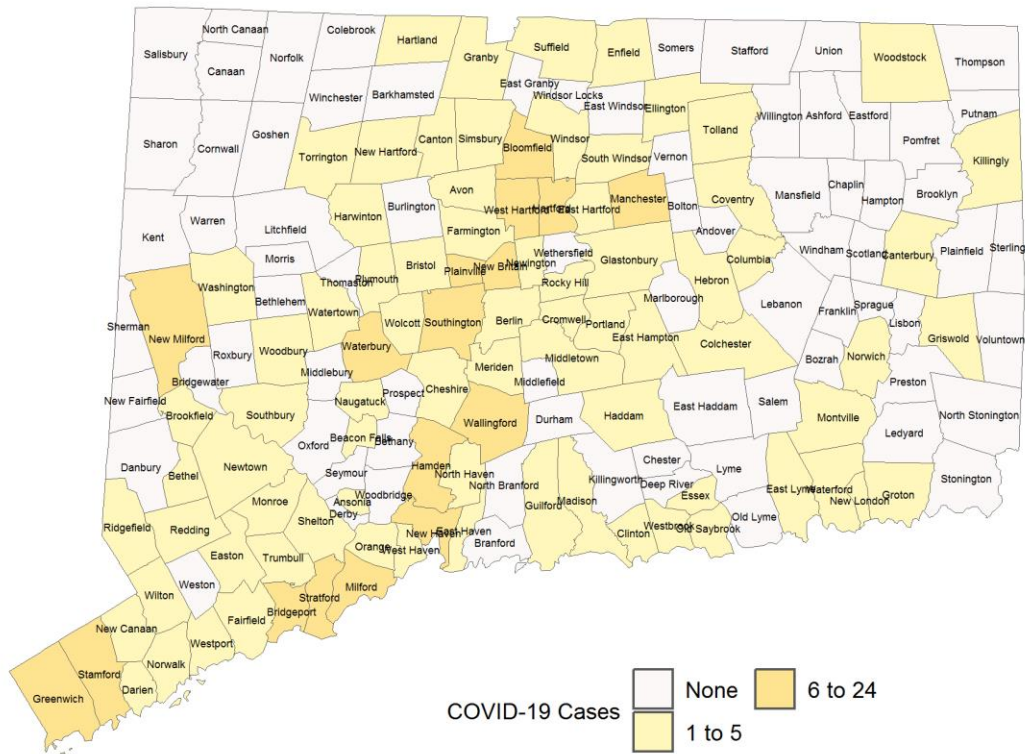 North Canaan
Colebrook
Hartland
Suffield
Enfield
Somers
Stafford
Union
Woodstock
Thompson
Salisbury
Canaan
Norfolk
Granby
East Granby
Windsor Locks
East Windsor
Winchester
Barkhamsted
Ellington
Willington
Ashford
Eastford
Putnam
Sharon
Cornwall
Goshen
Torrington
New Hartford
Canton
Simsbury
Bloomfield
Windsor
South Windsor
Vernon
Tolland
Pomfret
Killingly
Avon
West Hartford
Hartford
East Hartford
Manchester
Bolton
Coventry
Mansfield
Chaplin
Hampton
Brooklyn
Kent
Warren
Litchfield
Harwinton
Burlington
Farmington
Andover
Morris
Bristol
Plainville
New Britain
Newington
Wethersfield
Glastonbury
Columbia
Windham
Scotland
Canterbury
Plainfield
Sterling
Washington
Bethlehem
Thomaston
Plymouth
Rocky Hill
Hebron
Marlborough
Lebanon
Franklin
Sprague
Lisbon
Sherman
New Milford
Roxbury
Woodbury
Watertown
Wolcott
Southington
Berlin
Cromwell
Portland
East Hampton
Colchester
Bozrah
Norwich
Griswold
Voluntown
Bridgewater
Middlebury
Waterbury
Cheshire
Meriden
Middletown
Middlefield
Preston
New Fairfield
Brookfield
Southbury
Naugatuck
Prospect
Wallingford
Durham
Haddam
East Haddam
Salem
Montville
Ledyard
North Stonington
Danbury
Bethel
Newtown
Oxford
Beacon Falls
Bethany
Hamden
North Haven
Seymour
Woodbridge
North Branford
Killingworth
Chester
Deep River
Lyme
Stonington
Ridgefield
Redding
Monroe
Shelton
Ansonia
Derby
Guilford
Madison
Essex
East Lyme
Waterford
New London
Groton
Easton
Trumbull
Orange
West Haven
New Haven
East Haven
Branford
Clinton
Westbrook
Old Saybrook
Old Lyme
Wilton
Weston
Fairfield
Bridgeport
Stratford
Milford
New Canaan
Norwalk
Westport
Greenwich
Stamford
Darien
COVID-19 Cases
None
6 to 24
1 to 5